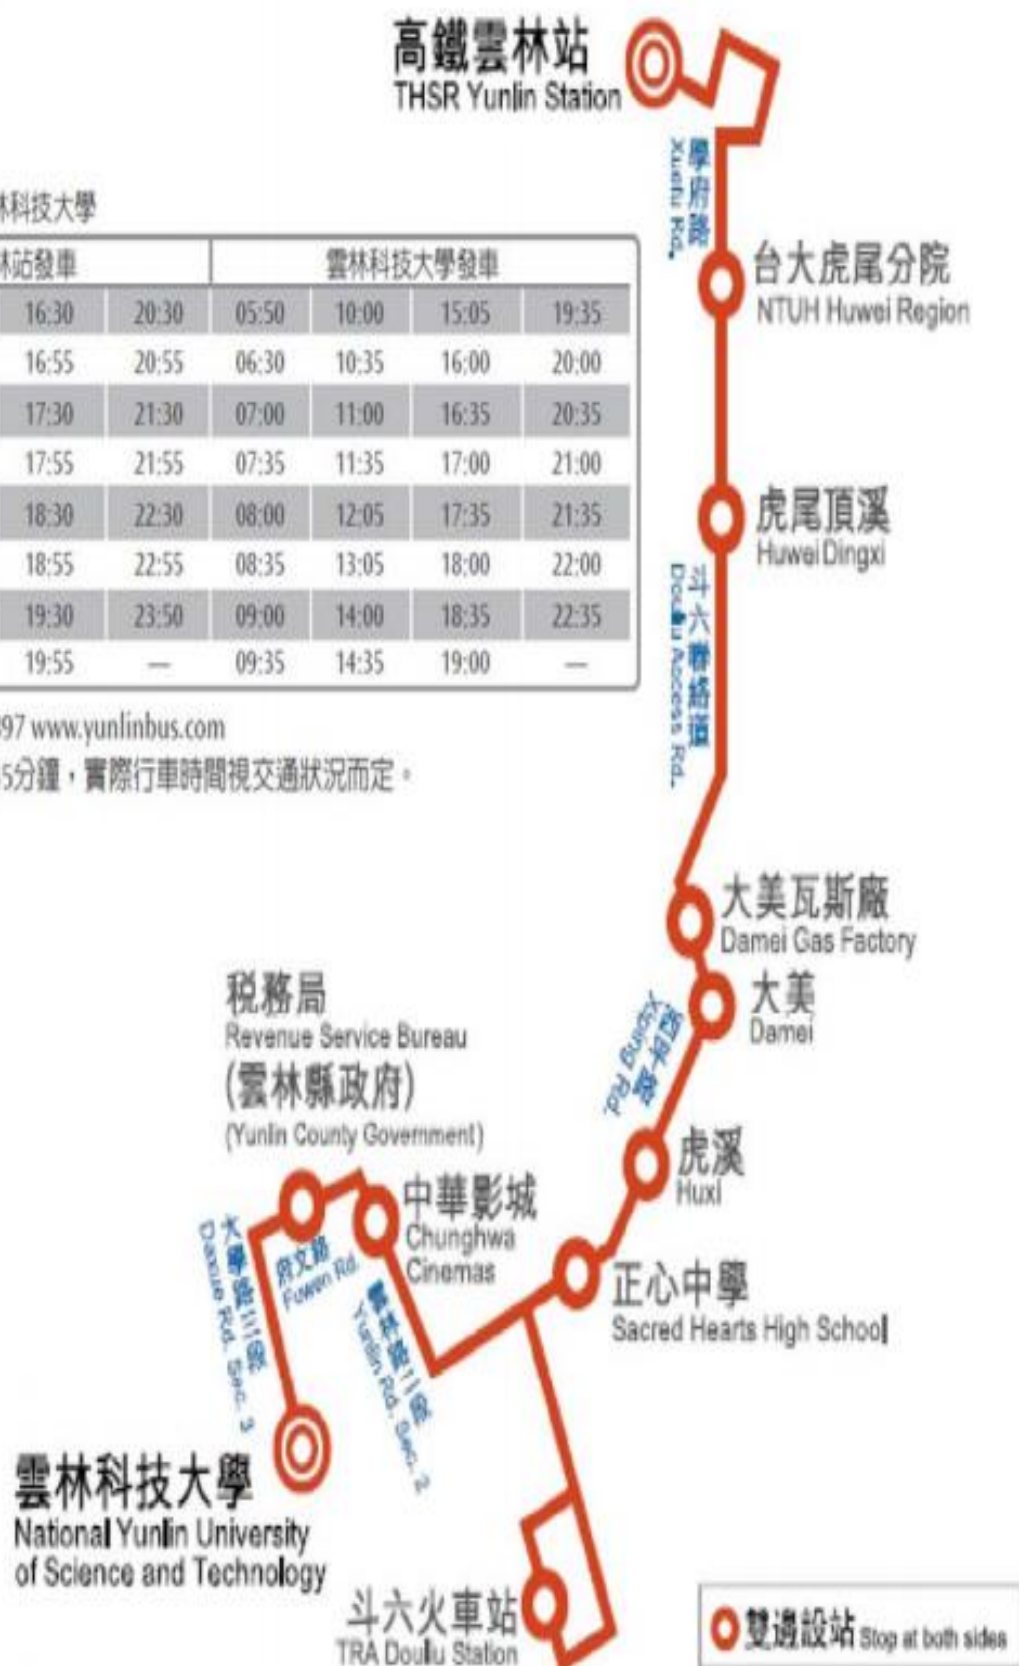 高鐵雲林站
THSR Yunlin Station
學府路
Xuefu Rd.
林科技大學
林站發車 雲林科技大學發車
16:30 20:30 05:50 10:00 15:05 19:35
16:55 20:55 06:30 10:35 16:00 20:00
17:30 21:30 07:00 11:00 16:35 20:35
17:55 21:55 07:35 11:35 17:00 21:00
18:30 22:30 08:00 12:05 17:35 21:35
18:55 22:55 08:35 13:05 18:00 22:00
19:30 23:50 09:00 14:00 18:35 22:35
19:55 — 09:35 14:35 19:00 —
97 www.yunlinbus.com
5分鐘,實際行車時間視交通狀況而定。
台大虎尾分院
NTUH Huwei Region
虎尾頂溪
Huwei Dingxi
斗六聯絡道
Douliu Access Rd.
大美瓦斯廠
Damei Gas Factory
大美
Damei
Xiping Rd.
虎溪
Huxi
正心中學
Sacred Hearts High School
稅務局
Revenue Service Bureau
(雲林縣政府)
(Yunlin County Government)
中華影城
Chunghwa
Cinemas
府文路
Fuwen Rd.
大學路
Daxue Rd. Sec. 3
Yunlin Rd. Sec. 2
雲林科技大學
National Yunlin University
of Science and Technology
斗六火車站
TRA Douliu Station
雙邊設站 Stop at both sides